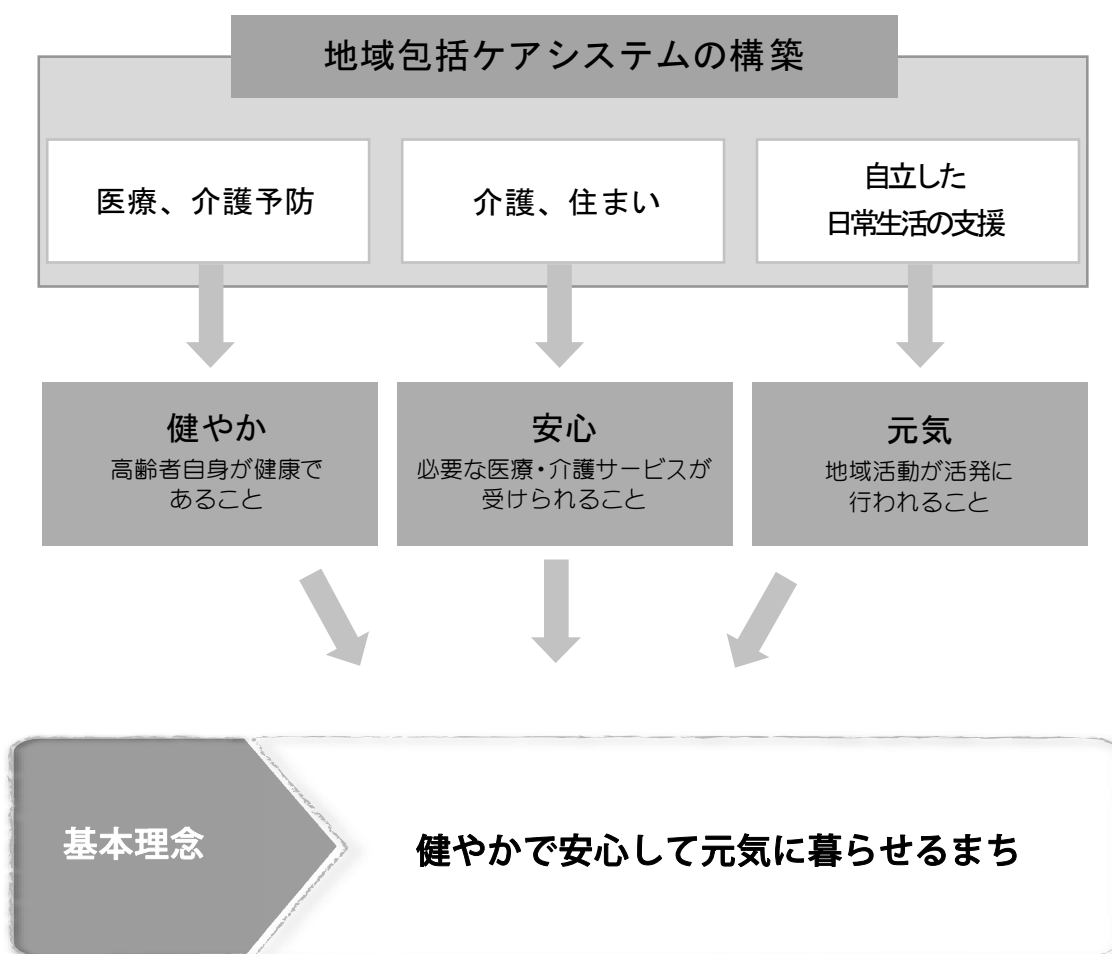 地域包括ケアシステムの構築
医療、介護予防
介護、住まい
自立した
日常生活の支援
健やか
高齢者自身が健康で
あること
安心
必要な医療・介護サービスが
受けられること
元気
地域活動が活発に
行われること
基本理念
健やかで安心して元気に暮らせるまち